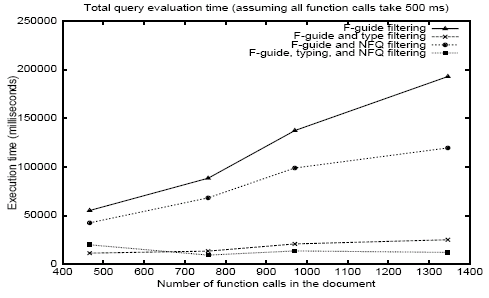 Total query evaluation time (assuming all function calls take 500 ms)
250000
200000
150000
100000
50000
0
Execution time (milliseconds)
F-guide filtering
F-guide and type filtering
F-guide and NFQ filtering
F-guide, typing, and NFQ filtering
400 500 600 700 800 900 1000 1100 1200 1300 1400
Number of function calls in the document